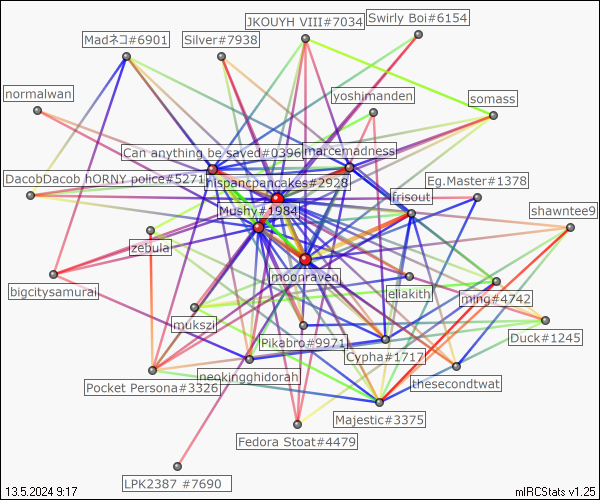 JKOUYH VIII#7034
Swirly Boi#6154
Madネコ#6901
Silver#7938
normalwan
yoshimanden
somass
Can anything be saved#0396
marcemadness
DacobDacob hORNY police#5271
hispancpancakes#2928
Eg.Master#1378
frisout
Mushy#1984
shawntee9
zebula
moonraven
bigcitysamurai
eliakith
ming#4742
mukszi
Pikabro#9971
Duck#1245
Cypha#1717
neokingghidorah
Pocket Persona#3326
thesecondtwat
Majestic#3375
Fedora Stoat#4479
LPK2387 #7690
13.5.2024 9:17
mIRCStats v1.25